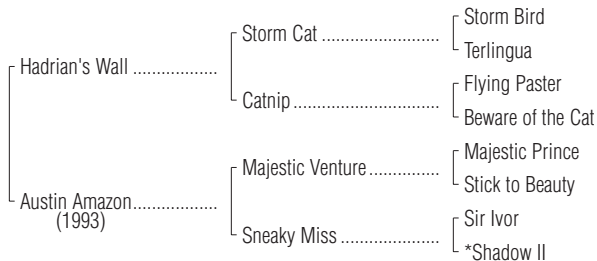 Storm Bird
Storm Cat ........................
Terlingua
Hadrian's Wall .................
Flying Paster
Catnip..............................
Beware of the Cat
Majestic Prince
Majestic Venture..............
Stick to Beauty
Austin Amazon.................
(1993)
Sir Ivor
Sneaky Miss ....................
*Shadow II